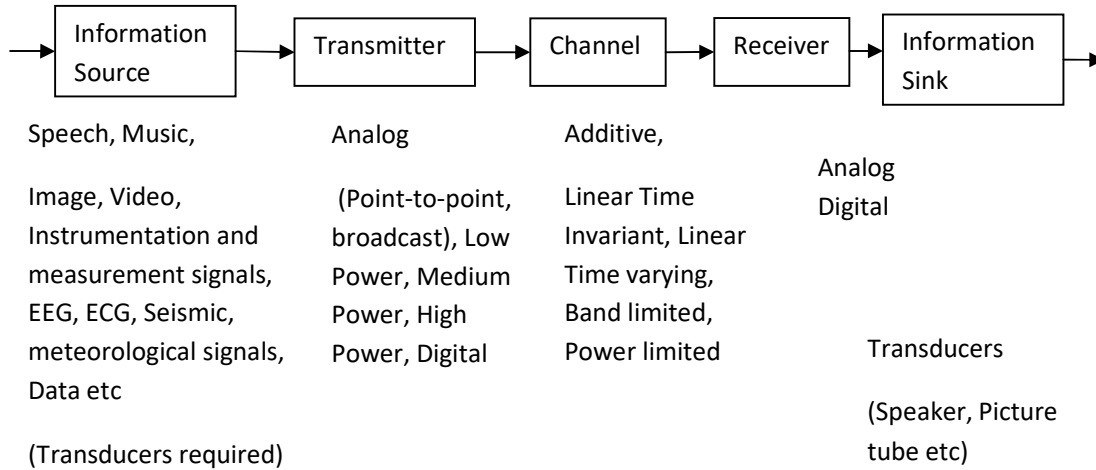 Information
Source
Transmitter
Channel
Receiver
Information
Sink
Speech, Music,
Image, Video,
Instrumentation and
measurement signals,
EEG, ECG, Seismic,
meteorological signals,
Data etc
(Transducers required)
Analog
(Point-to-point,
broadcast), Low
Power, Medium
Power, High
Power, Digital
Additive,
Linear Time
Invariant, Linear
Time varying,
Band limited,
Power limited
Analog
Digital
Transducers
(Speaker, Picture
tube etc)